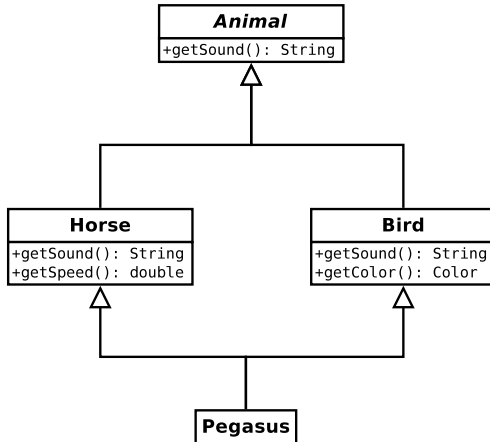 Animal
+getSound(): String
Horse
+getSound(): String
+getSpeed(): double
Bird
+getSound(): String
+getColor(): Color
Pegasus